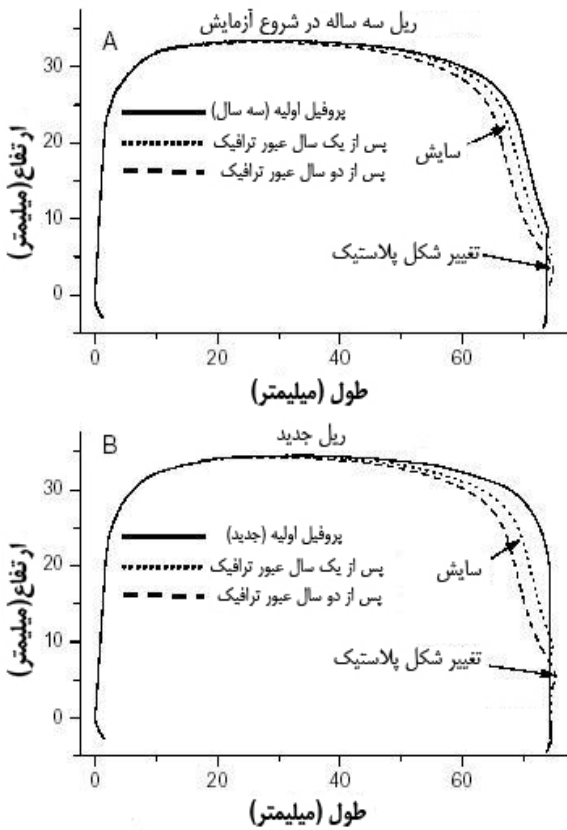 ریل سه ساله در شروع آزمایش
A
ارتفاع(میلیمتر)
30
20
10
0
پروفیل اولیه (سه سال)
پس از یک سال عبور ترافیک
پس از دو سال عبور ترافیک
سایش
تغییر شکل پلاستیک
0 20 40 60
طول (میلیمتر)
B
ریل جدید
ارتفاع(میلیمتر)
30
20
10
0
پروفیل اولیه (جدید)
پس از یک سال عبور ترافیک
پس از دو سال عبور ترافیک
سایش
تغییر شکل پلاستیک
0 20 40 60
طول (میلیمتر)